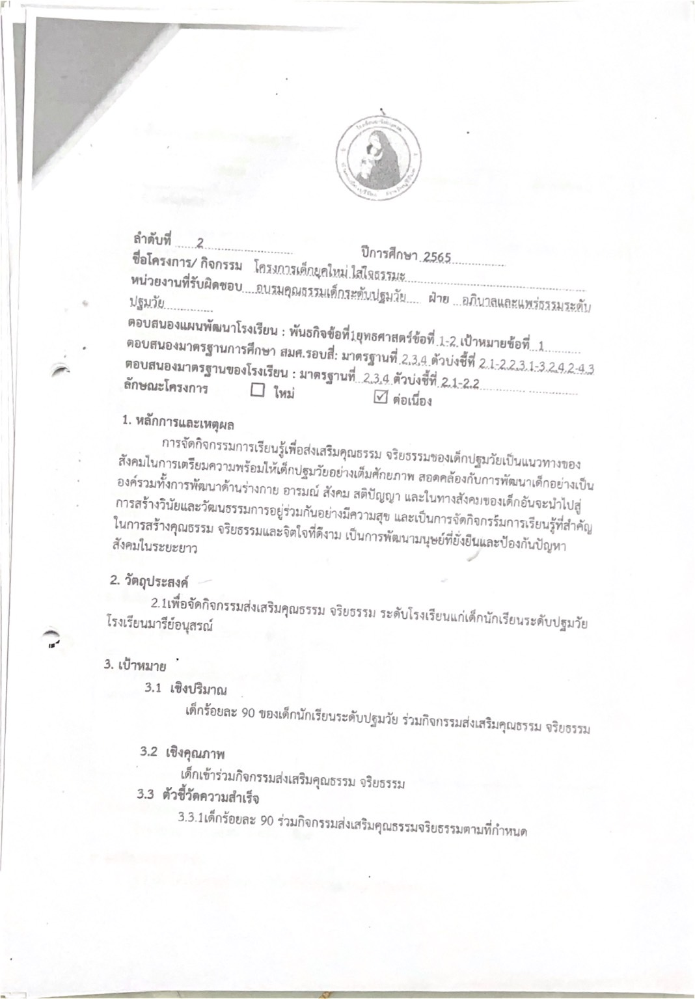 ลำดับที่ 2 ปีการศึกษา 2565
ชื่อโครงการ/ กิจกรรม โครงการเด็กยุคใหม่ ใส่ใจธรรมะ
หน่วยงานที่รับผิดชอบ อบรมคุณธรรมเด็กระดับปฐมวัย ฝ่าย อภิบาลและแพร่ธรรมระดับ
ปฐมวัย
ตอบสนองแผนพัฒนาโรงเรียน : พันธกิจข้อที่1ยุทธศาสตร์ข้อที่ 1-2 เป้าหมายข้อที่ 1
ตอบสนองมาตรฐานการศึกษา สมศ.รอบสี่: มาตรฐานที่ 2,3,4 ตัวบ่งชี้ที่ 2.1-2.2,3.1-3.2,4.2-4.3
ตอบสนองมาตรฐานของโรงเรียน : มาตรฐานที่ 2,3,4 ตัวบ่งชี้ที่ 2.1-2.2
ลักษณะโครงการ ☐ ใหม่ ☑ ต่อเนื่อง
1. หลักการและเหตุผล
การจัดกิจกรรมการเรียนรู้เพื่อส่งเสริมคุณธรรม จริยธรรมของเด็กปฐมวัยเป็นแนวทางของ
สังคมในการเตรียมความพร้อมให้เด็กปฐมวัยอย่างเต็มศักยภาพ สอดคล้องกับการพัฒนาเด็กอย่างเป็น
องค์รวมทั้งการพัฒนาด้านร่างกาย อารมณ์ สังคม สติปัญญา และในทางสังคมของเด็กอันจะนำไปสู่
การสร้างวินัยและวัฒนธรรมการอยู่ร่วมกันอย่างมีความสุข และเป็นการจัดกิจกรร์มการเรียนรู้ที่สำคัญ
ในการสร้างคุณธรรม จริยธรรมและจิตใจที่ดีงาม เป็นการพัฒนามนุษย์ที่ยั่งยืนและป้องกันปัญหา
สังคมในระยะยาว
2. วัตถุประสงค์
2.1เพื่อจัดกิจกรรมส่งเสริมคุณธรรม จริยธรรม ระดับโรงเรียนแก่เด็กนักเรียนระดับปฐมวัย
โรงเรียนมารีย์อนุสรณ์
3. เป้าหมาย
3.1 เชิงปริมาณ
เด็กร้อยละ 90 ของเด็กนักเรียนระดับปฐมวัย ร่วมกิจกรรมส่งเสริมคุณธรรม จริยธรรม
3.2 เชิงคุณภาพ
เด็กเข้าร่วมกิจกรรมส่งเสริมคุณธรรม จริยธรรม
3.3 ตัวชี้วัดความสำเร็จ
3.3.1เด็กร้อยละ 90 ร่วมกิจกรรมส่งเสริมคุณธรรมจริยธรรมตามที่กำหนด